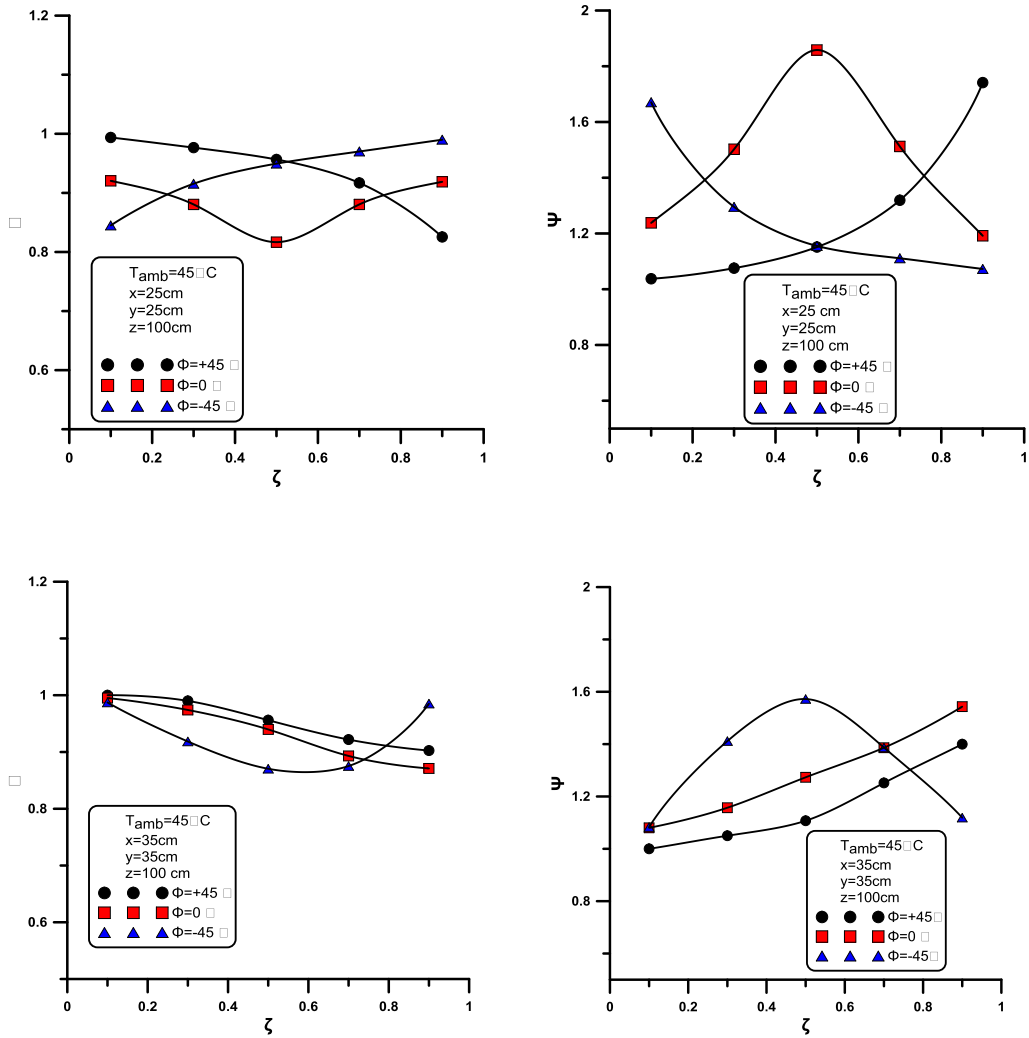 1.2
1
0.8
0.6
□
Tamb=45□C
x=25cm
y=25cm
z=100cm
Φ=+45 □
Φ=0 □
Φ=-45 □
0 0.2 0.4 0.6 0.8 1
ζ
2
1.6
1.2
0.8
Ψ
Tamb=45□C
x=25 cm
y=25cm
z=100 cm
Φ=+45 □
Φ=0 □
Φ=-45 □
0 0.2 0.4 0.6 0.8 1
ζ
1.2
1
0.8
0.6
□
Tamb=45□C
x=35cm
y=35cm
z=100 cm
Φ=+45 □
Φ=0 □
Φ=-45 □
0 0.2 0.4 0.6 0.8 1
ζ
2
1.6
1.2
0.8
Ψ
Tamb=45□C
x=35cm
y=35cm
z=100cm
Φ=+45□
Φ=0 □
Φ=-45□
0 0.2 0.4 0.6 0.8 1
ζ